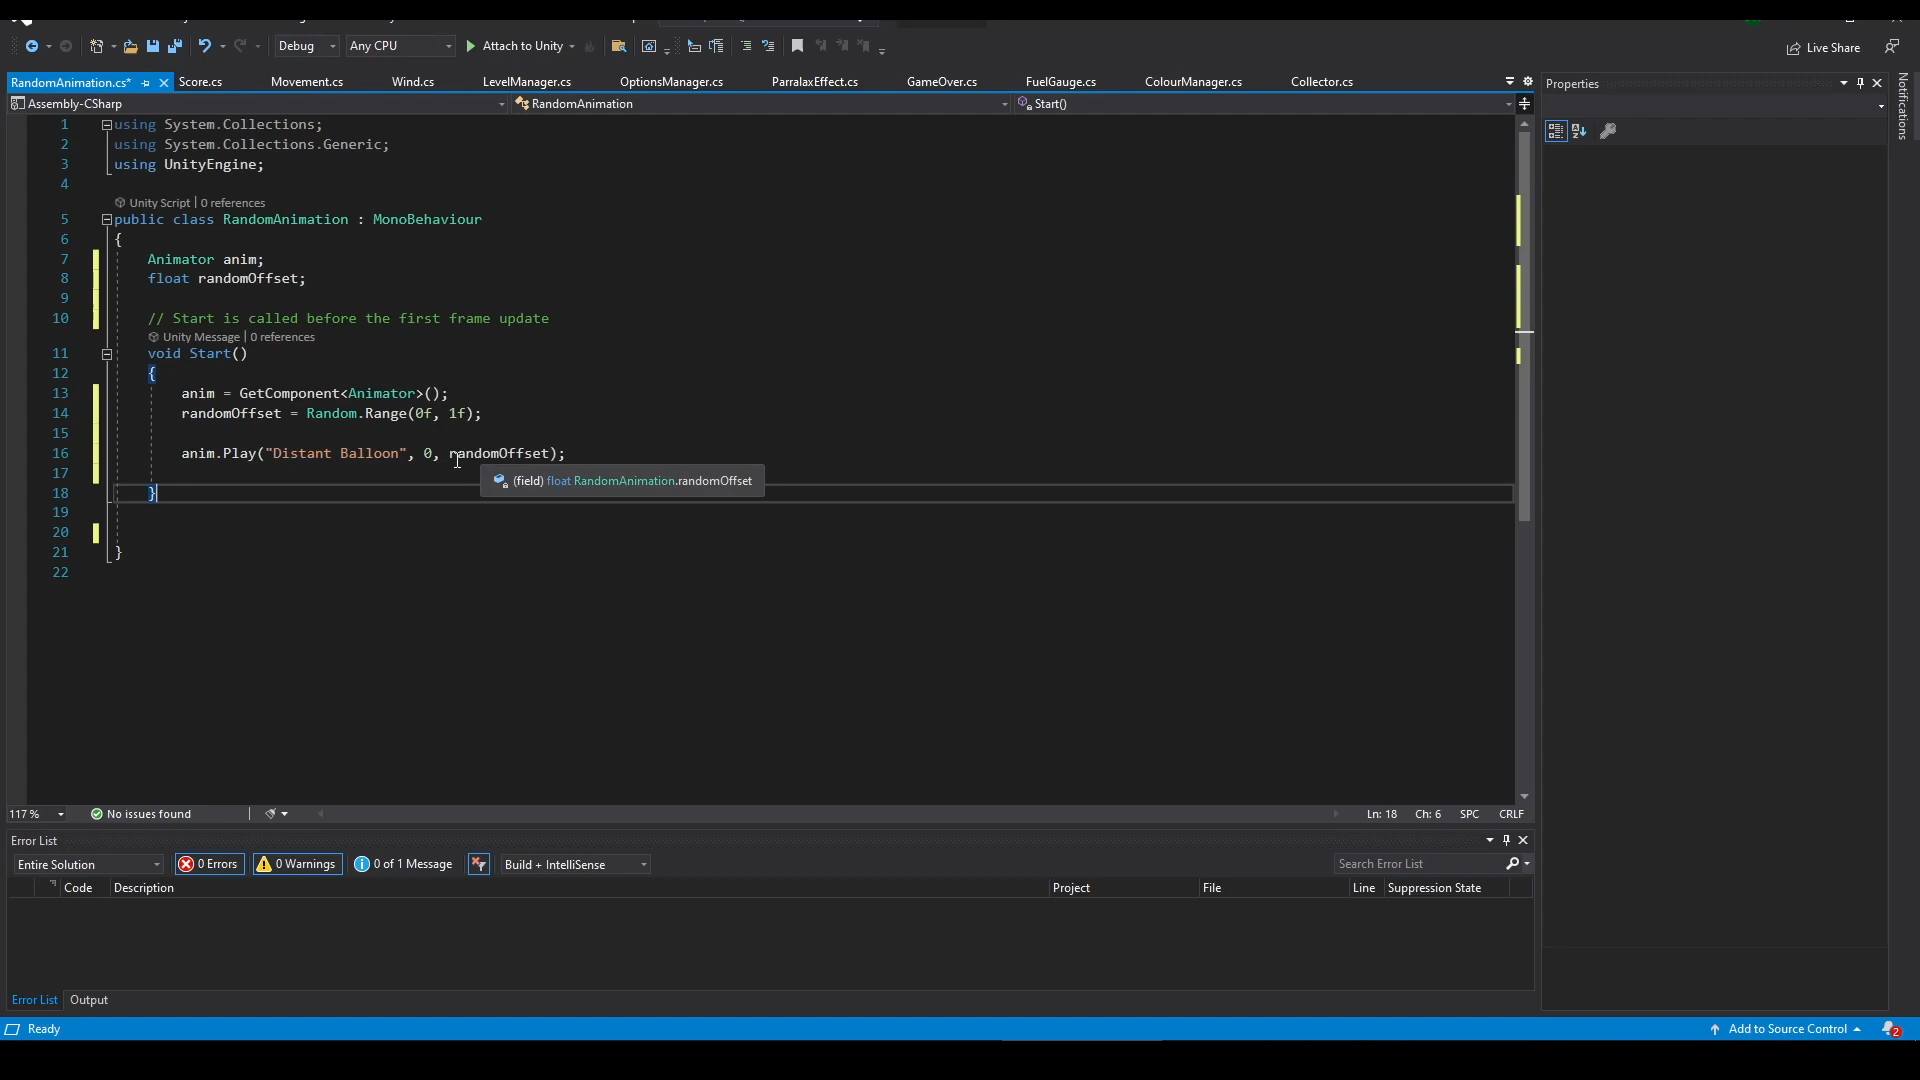 Debug Any CPU Attach to Unity Live Share
RandomAnimation.cs* Score.cs Movement.cs Wind.cs LevelManager.cs OptionsManager.cs ParralaxEffect.cs GameOver.cs FuelGauge.cs ColourManager.cs Collector.cs
Assembly-CSharp RandomAnimation Start()
1 using System.Collections;
2 using System.Collections.Generic;
3 using UnityEngine;
4
Unity Script | 0 references
5 public class RandomAnimation : MonoBehaviour
6 {
7 Animator anim;
8 float randomOffset;
9
10 // Start is called before the first frame update
Unity Message | 0 references
11 void Start()
12 {
13 anim = GetComponent<Animator>();
14 randomOffset = Random.Range(0f, 1f);
15
16 anim.Play("Distant Balloon", 0, randomOffset);
17
(field) float RandomAnimation.randomOffset
18 }
19
20
21 }
22
117 % No issues found Ln: 18 Ch: 6 SPC CRLF
Error List
Entire Solution 0 Errors 0 Warnings 0 of 1 Message Build + IntelliSense Search Error List
Code Description Project File Line Suppression State
Error List Output
Ready Add to Source Control 2
Properties
Notifications